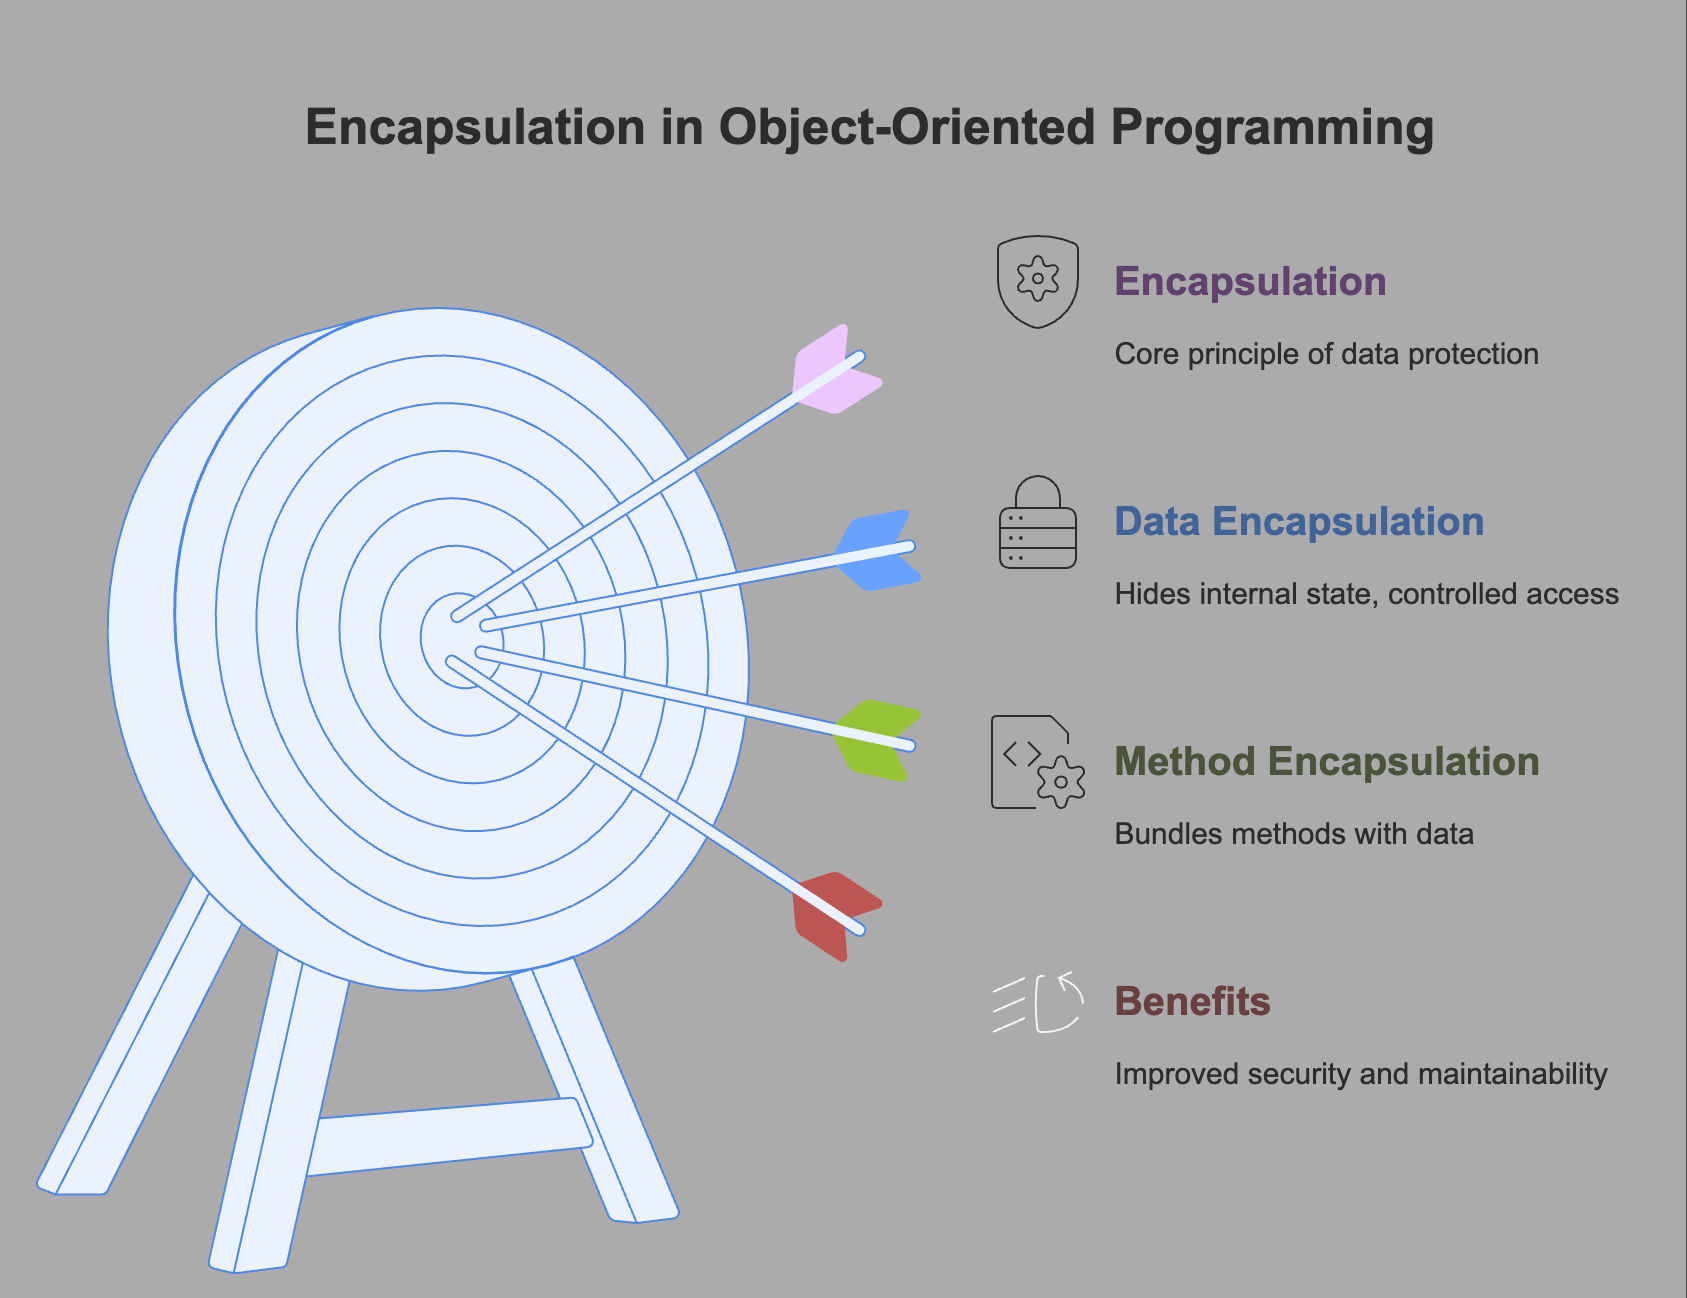 Encapsulation in Object-Oriented Programming
Encapsulation
Core principle of data protection
Data Encapsulation
Hides internal state, controlled access
Method Encapsulation
Bundles methods with data
Benefits
Improved security and maintainability